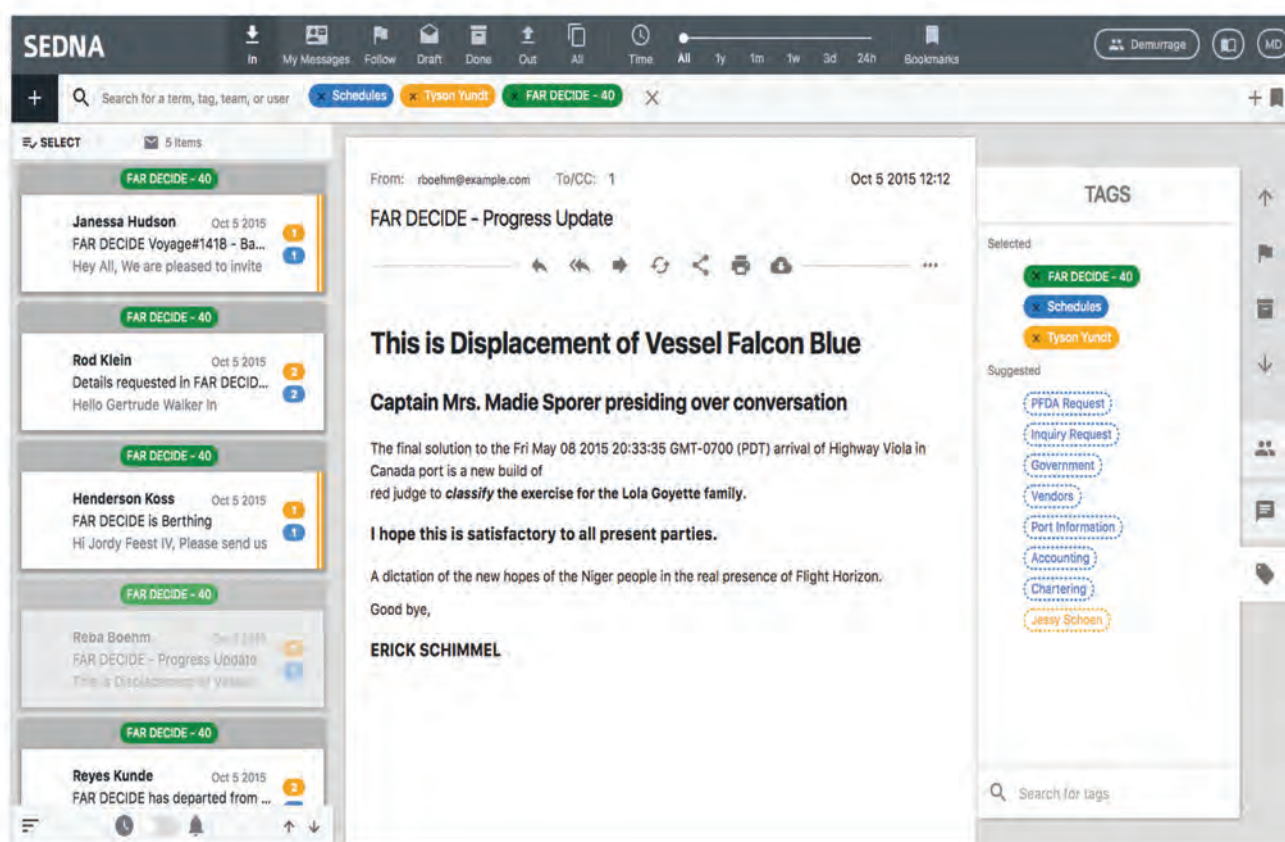 SEDNA
In
My Messages
Follow
Draft
Done
Out
All
Time
All 1y 1m 1w 3d 24h
Bookmarks
Demurrage
MD
+ Search for a term, tag, team, or user × Schedules × Tyson Yundt × FAR DECIDE - 40 × +
SELECT 5 items
FAR DECIDE - 40
Janessa Hudson Oct 5 2015
FAR DECIDE Voyage#1418 - Ba... 1
Hey All, We are pleased to invite 1
FAR DECIDE - 40
Rod Klein Oct 5 2015
Details requested in FAR DECID... 2
Hello Gertrude Walker In 2
FAR DECIDE - 40
Henderson Koss Oct 5 2015
FAR DECIDE is Berthing 1
Hi Jordy Feest IV, Please send us 1
FAR DECIDE - 40
Reba Boehm
FAR DECIDE - Progress Update
This is Displacement of Vessel
FAR DECIDE - 40
Reyes Kunde Oct 5 2015
FAR DECIDE has departed from ... 2
From: rboehm@example.com To/CC: 1 Oct 5 2015 12:12
FAR DECIDE - Progress Update
This is Displacement of Vessel Falcon Blue
Captain Mrs. Madie Sporer presiding over conversation
The final solution to the Fri May 08 2015 20:33:35 GMT-0700 (PDT) arrival of Highway Viola in
Canada port is a new build of
red judge to classify the exercise for the Lola Goyette family.
I hope this is satisfactory to all present parties.
A dictation of the new hopes of the Niger people in the real presence of Flight Horizon.
Good bye,
ERICK SCHIMMEL
TAGS
Selected
× FAR DECIDE - 40
× Schedules
× Tyson Yundt
Suggested
PFDA Request
Inquiry Request
Government
Vendors
Port Information
Accounting
Chartering
Jessy Schoen
Search for tags